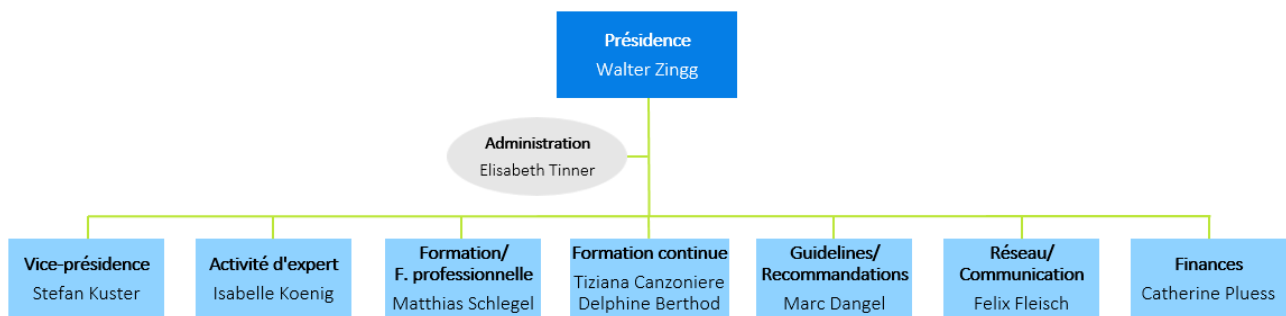 Présidence
Walter Zingg
Administration
Elisabeth Tinner
Vice-présidence
Stefan Kuster
Activité d'expert
Isabelle Koenig
Formation/
F. professionnelle
Matthias Schlegel
Formation continue
Tiziana Canzoniere
Delphine Berthod
Guidelines/
Recommandations
Marc Dangel
Réseau/
Communication
Felix Fleisch
Finances
Catherine Pluess